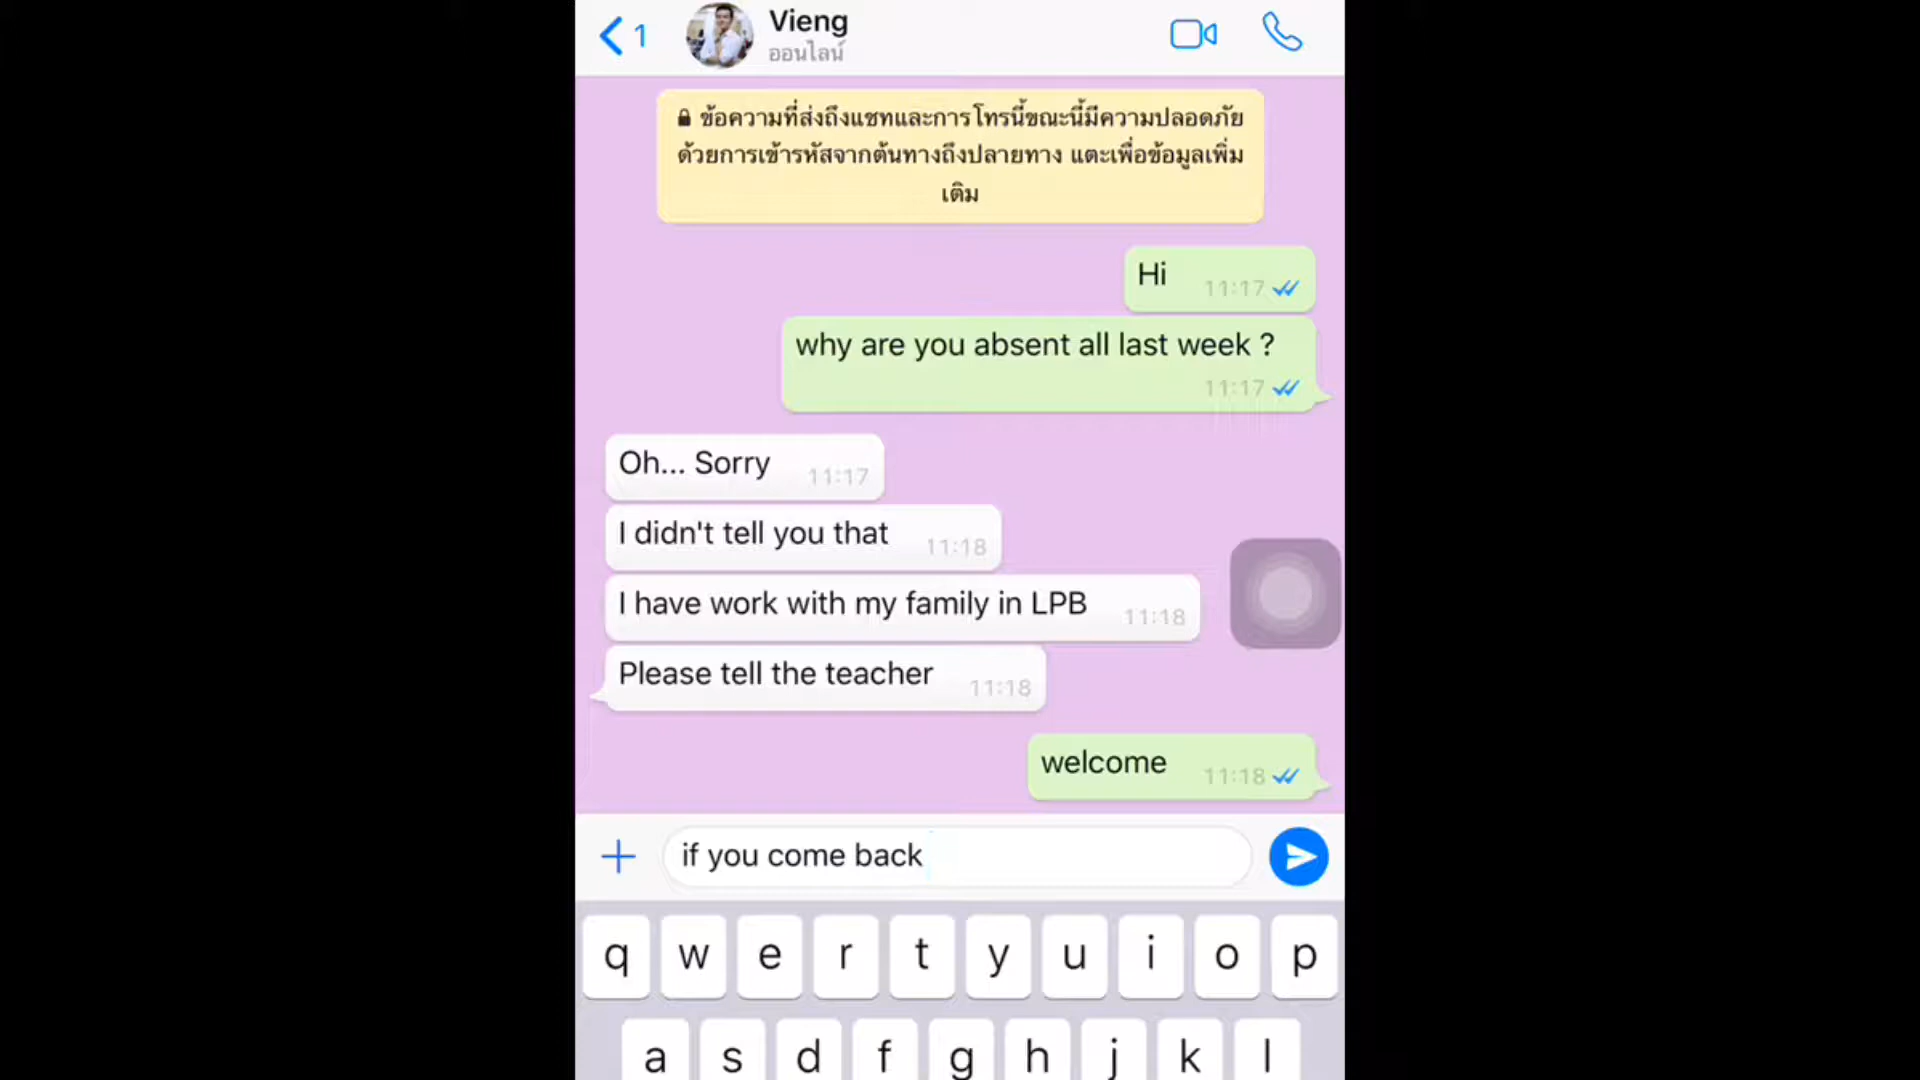 1
Vieng
ออนไลน์
ข้อความที่ส่งถึงแชทและการโทรนี้ขณะนี้มีความปลอดภัย
ด้วยการเข้ารหัสจากต้นทางถึงปลายทาง แตะเพื่อข้อมูลเพิ่ม
เติม
Hi
11:17
why are you absent all last week ?
11:17
Oh... Sorry
11:17
I didn't tell you that
11:18
I have work with my family in LPB
11:18
Please tell the teacher
11:18
welcome
11:18
if you come back
q w e r t y u i o p
a s d f g h j k l